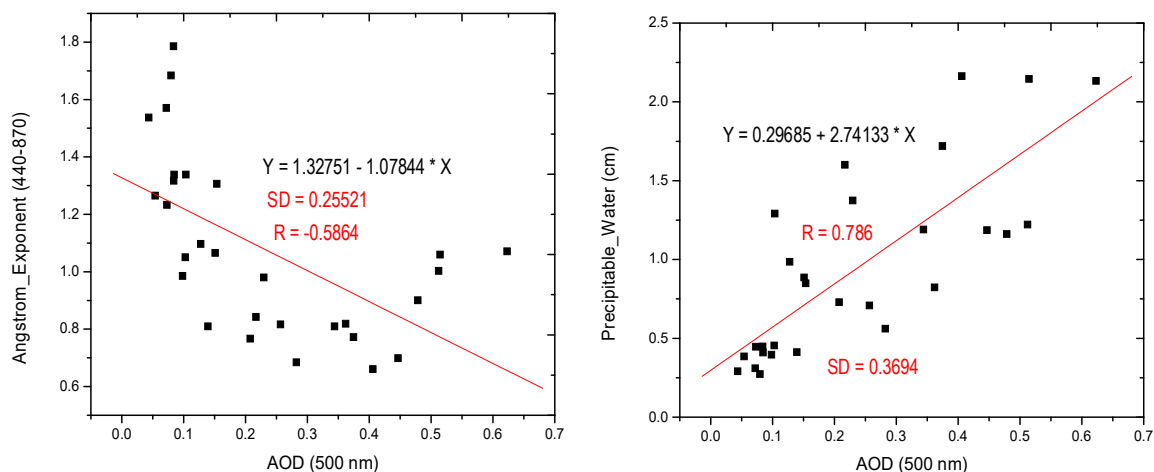 1.8
1.6
1.4
1.2
1.0
0.8
0.6
Angstrom_Exponent (440-870)
Y = 1.32751 - 1.07844 * X
SD = 0.25521
R = -0.5864
0.0 0.1 0.2 0.3 0.4 0.5 0.6 0.7
AOD (500 nm)
2.5
2.0
1.5
1.0
0.5
0.0
Precipitable_Water (cm)
Y = 0.29685 + 2.74133 * X
R = 0.786
SD = 0.3694
0.0 0.1 0.2 0.3 0.4 0.5 0.6 0.7
AOD (500 nm)